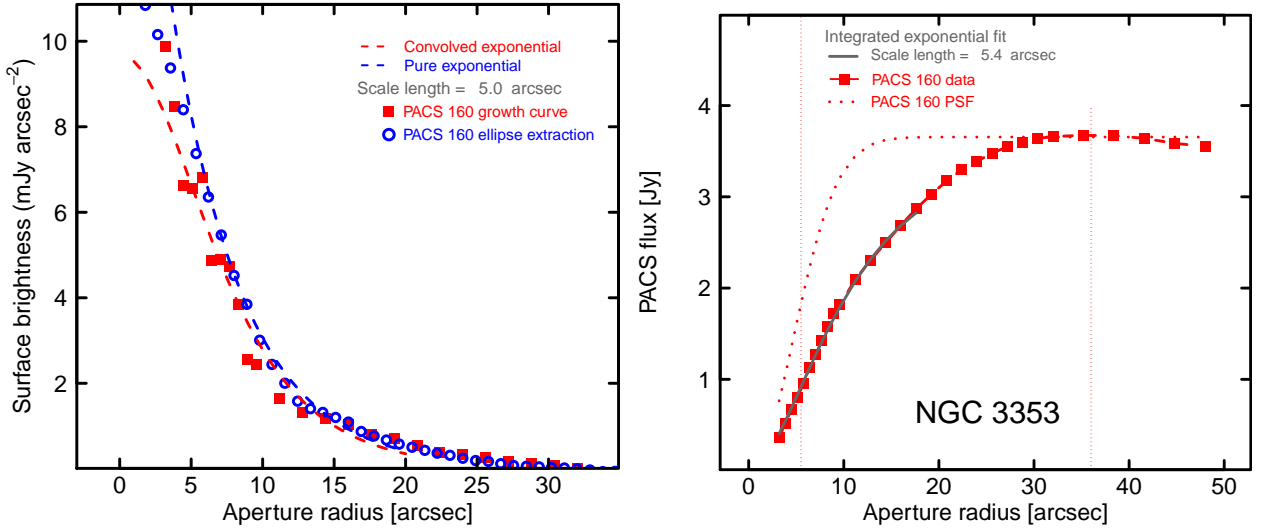 Surface brightness (mJy arcsec−2)
10
8
6
4
2
0 5 10 15 20 25 30
Aperture radius [arcsec]
Convolved exponential
Pure exponential
Scale length = 5.0 arcsec
PACS 160 growth curve
PACS 160 ellipse extraction
PACS flux [Jy]
4
3
2
1
0 10 20 30 40 50
Aperture radius [arcsec]
Integrated exponential fit
Scale length = 5.4 arcsec
PACS 160 data
PACS 160 PSF
NGC 3353